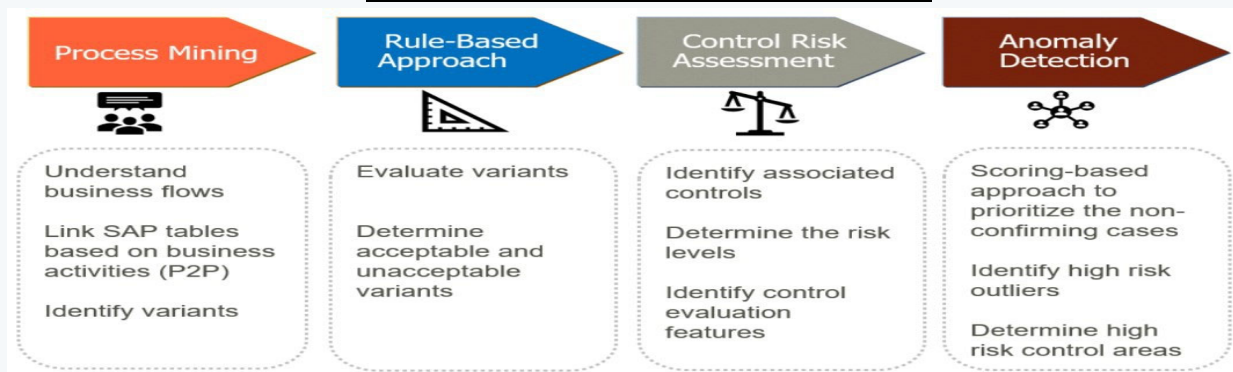 Process Mining
Understand
business flows
Link SAP tables
based on business
activities (P2P)
Identify variants
Rule-Based
Approach
Evaluate variants
Determine
acceptable and
unacceptable
variants
Control Risk
Assessment
Identify associated
controls
Determine the risk
levels
Identify control
evaluation
features
Anomaly
Detection
Scoring-based
approach to
prioritize the non-
confirming cases
Identify high risk
outliers
Determine high
risk control areas